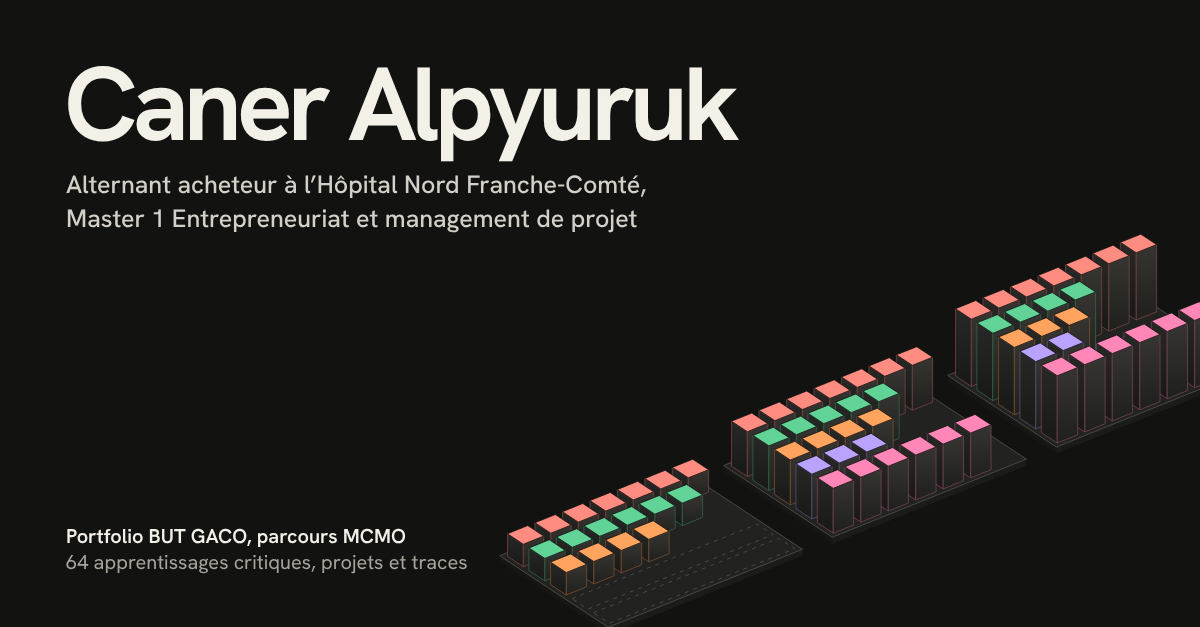 Caner Alpyuruk
Alternant acheteur à l’Hôpital Nord Franche-Comté,
Master 1 Entrepreneuriat et management de projet
Portfolio BUT GACO, parcours MCMO
64 apprentissages critiques, projets et traces